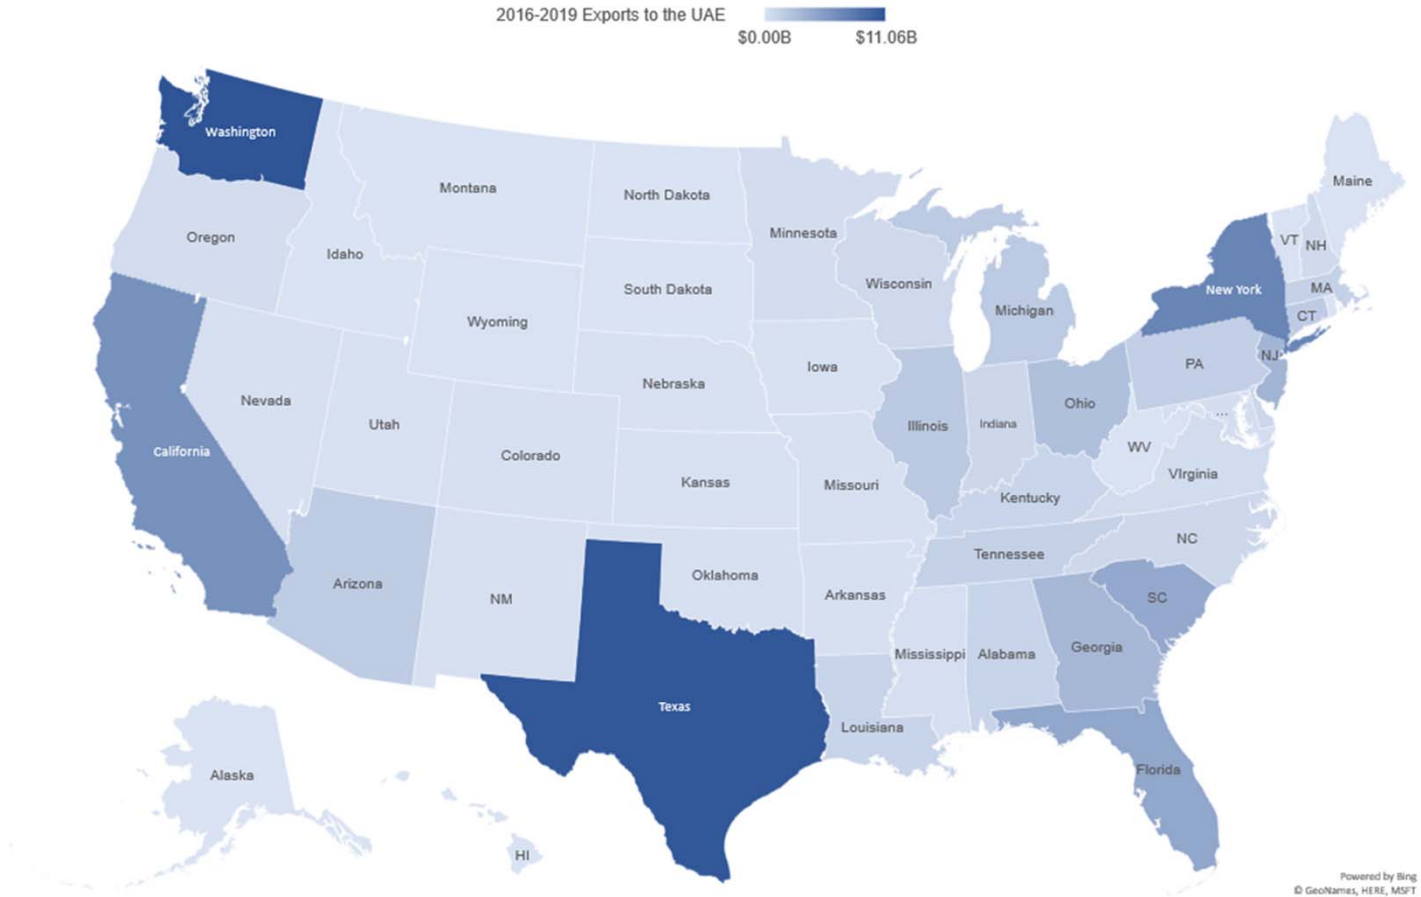 2016-2019 Exports to the UAE
$0.00B $11.06B
Washington
Montana
North Dakota
Minnesota
Maine
Oregon
Idaho
VT
NH
Wisconsin
South Dakota
New York
MA
Michigan
CT
Wyoming
NJ
PA
Iowa
Nebraska
Nevada
Ohio
...
Utah
Illinois
Indiana
California
Colorado
WV
VIrginia
Kansas
Missouri
Kentucky
NC
Tennessee
Arizona
Oklahoma
Arkansas
NM
SC
Georgia
Mississippi
Alabama
Texas
Louisiana
Florida
Alaska
HI
Powered by Bing
© GeoNames, HERE, MSFT